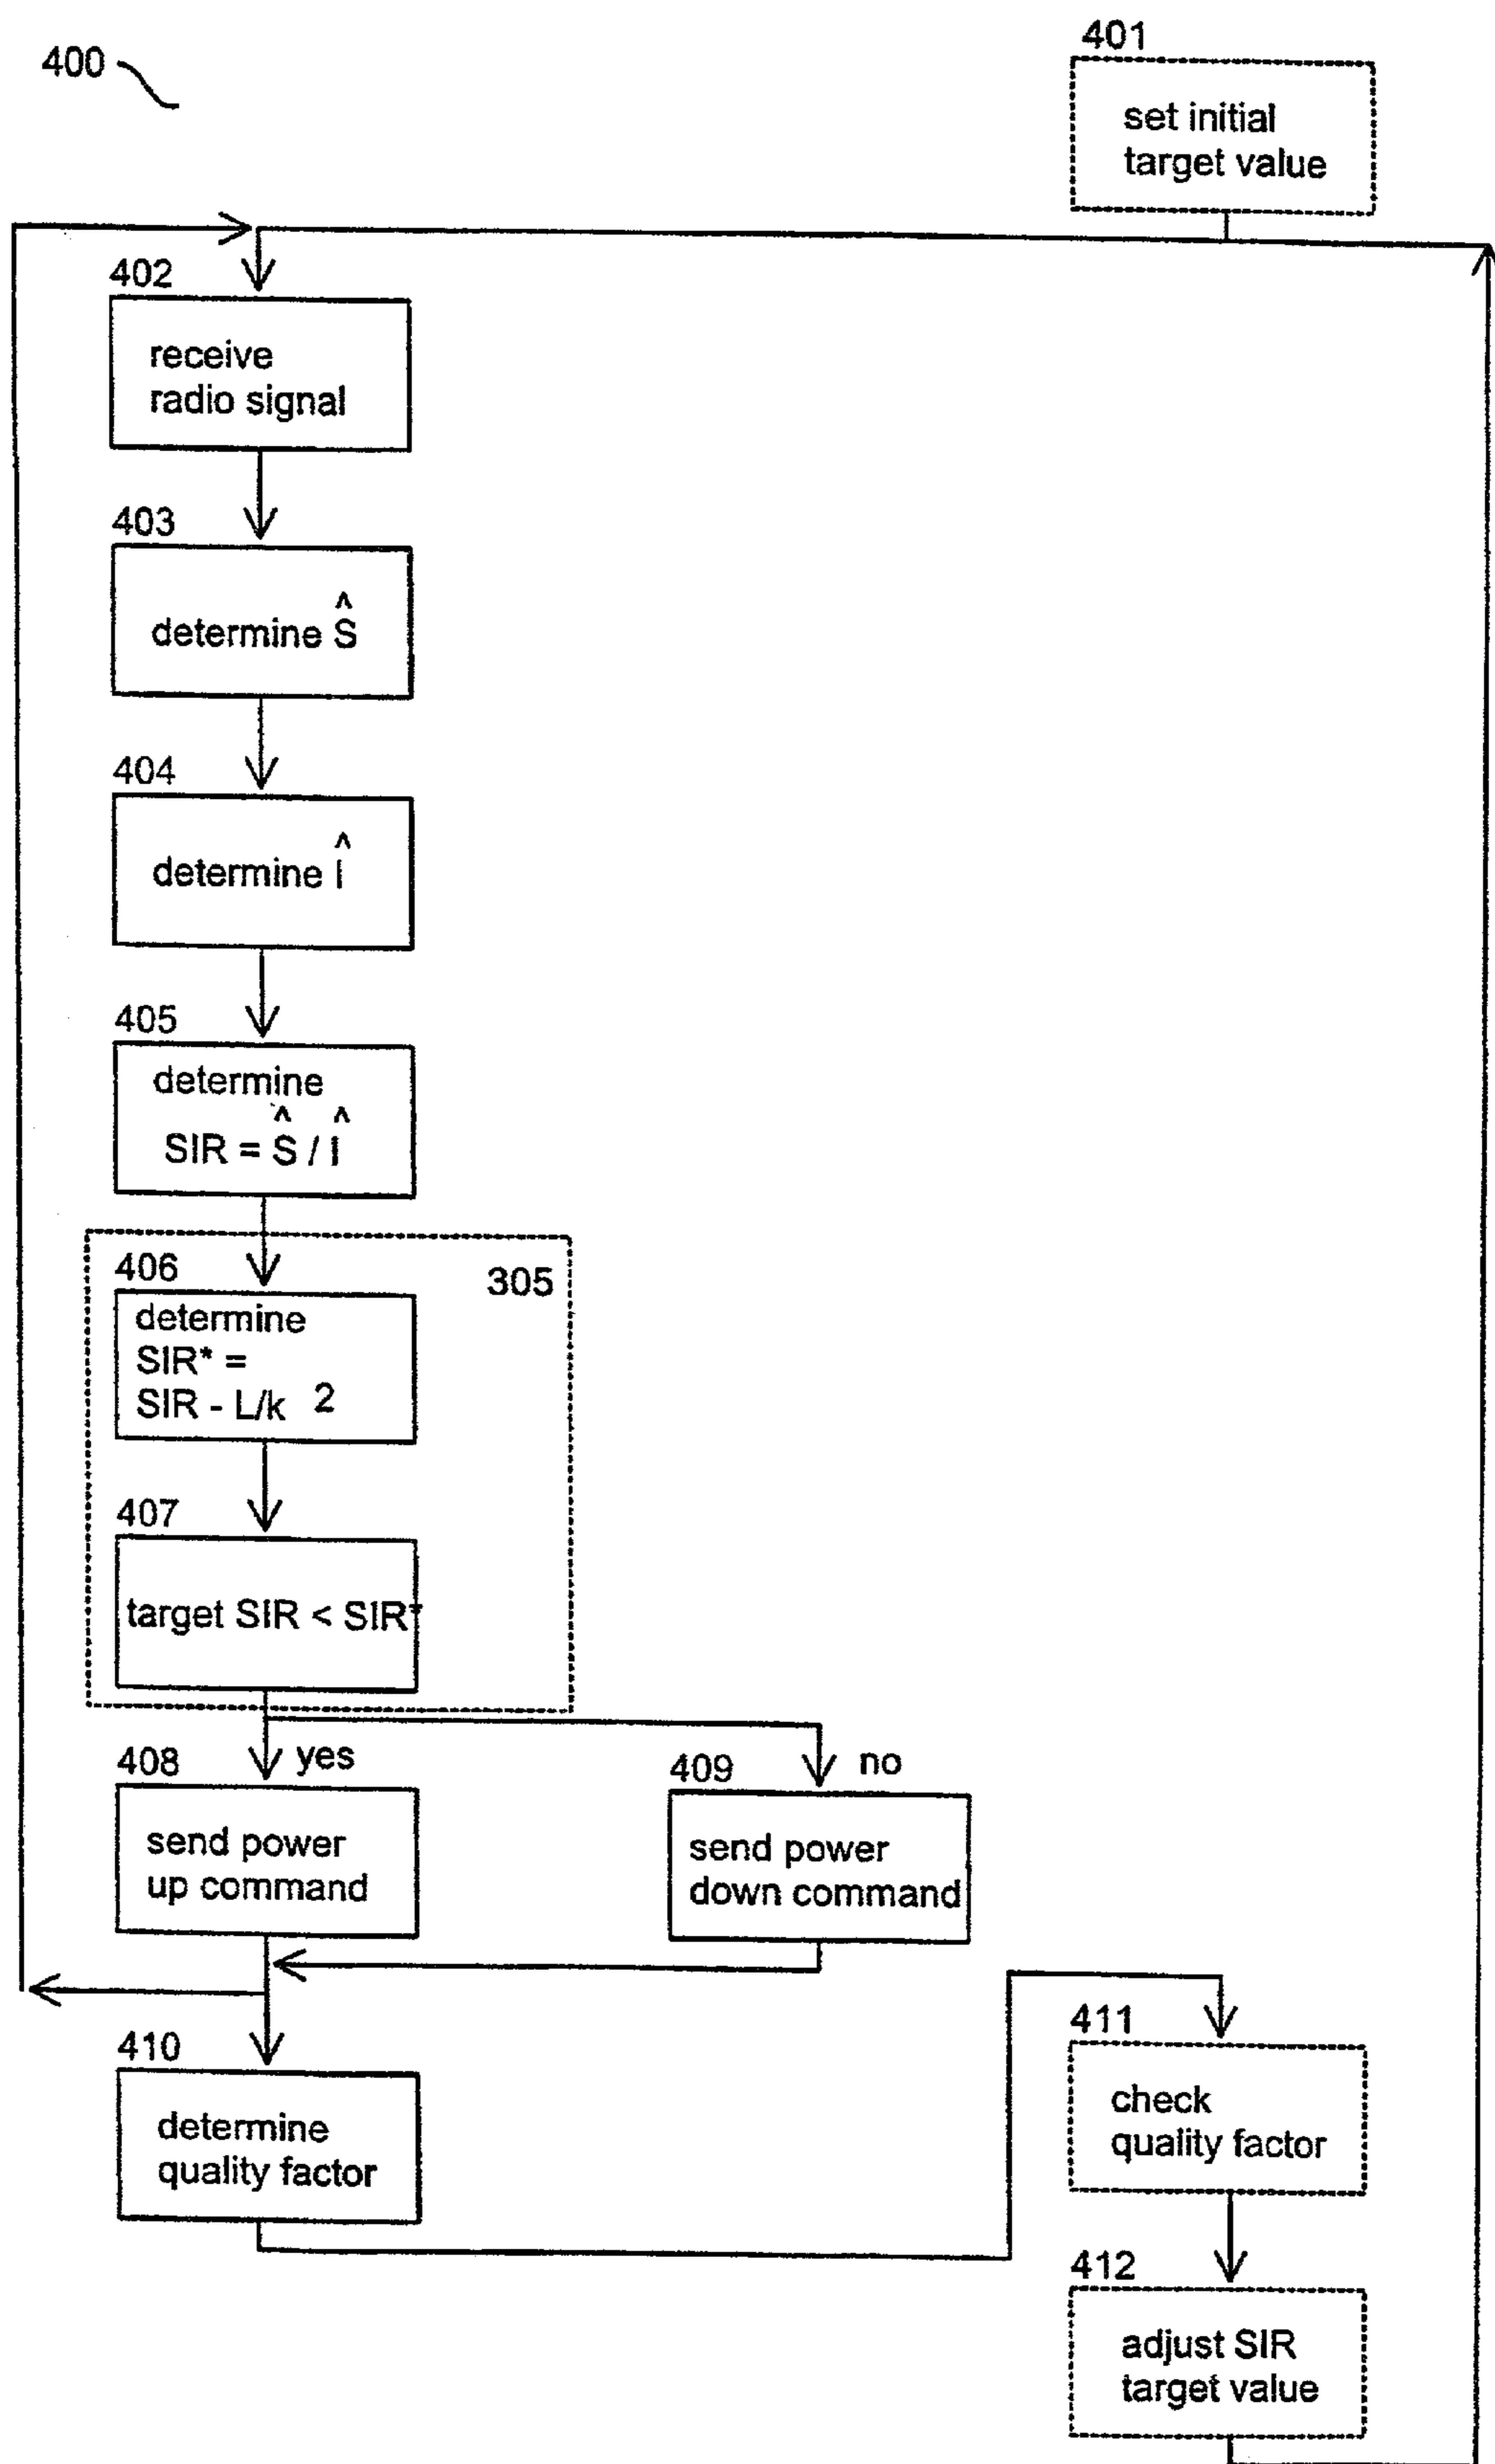 400
401
set initial
target value
402
receive
radio signal
403
^
determine S
404
^
determine I
405
determine
^ ^
SIR = S / I
305
406
determine
SIR* =
SIR - L/k 2
407
target SIR < SIR*
408
yes
send power
up command
409
no
send power
down command
410
determine
quality factor
411
check
quality factor
412
adjust SIR
target value